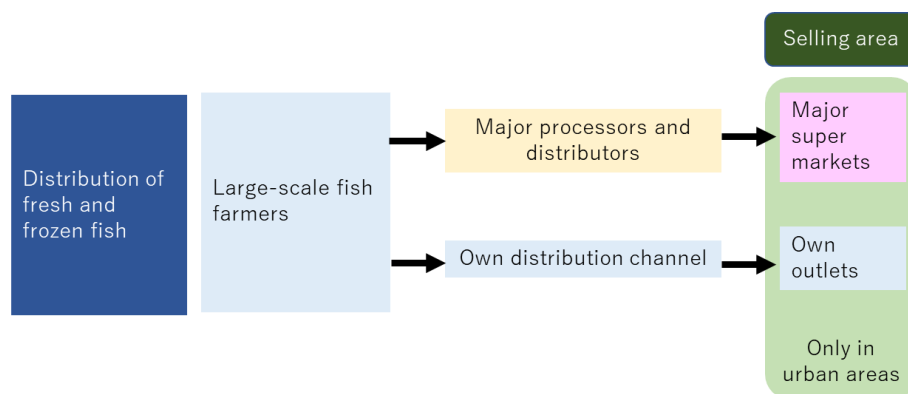 Selling area
Distribution of
fresh and
frozen fish
Large-scale fish
farmers
Major processors and
distributors
Major
super
markets
Own distribution channel
Own
outlets
Only in
urban areas